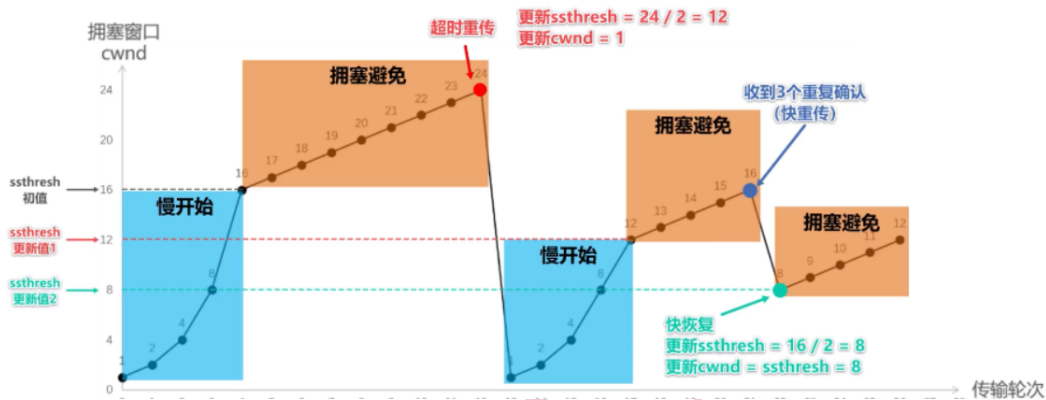 拥塞窗口
cwnd
超时重传
更新ssthresh = 24 / 2 = 12
更新cwnd = 1
拥塞避免
24
23
22
21
20
19
18
17
16
收到3个重复确认
（快重传）
拥塞避免
16
15
14
13
12
拥塞避免
12
11
10
9
8
慢开始
8
4
2
1
慢开始
8
4
2
1
24
20
16
12
8
4
0
ssthresh
初值
ssthresh
更新值1
ssthresh
更新值2
快恢复
更新ssthresh = 16 / 2 = 8
更新cwnd = ssthresh = 8
传输轮次